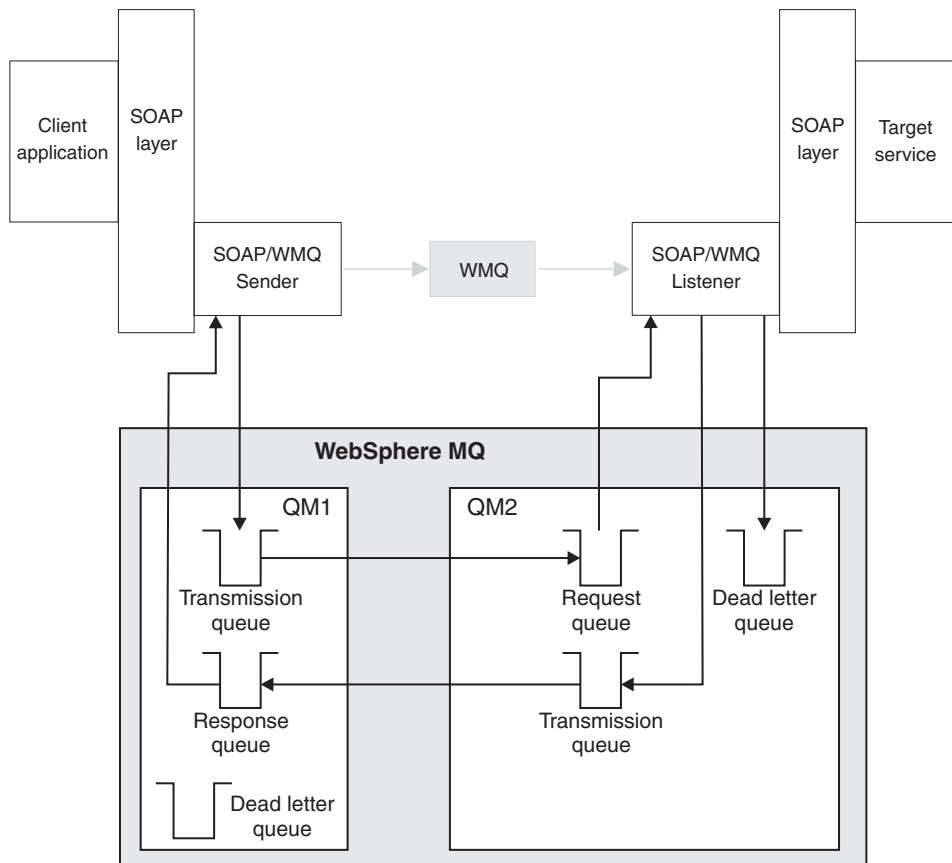 Client
application
SOAP
layer
SOAP/WMQ
Sender
WMQ
SOAP/WMQ
Listener
SOAP
layer
Target
service
WebSphere MQ
QM1
QM2
Transmission
queue
Request
queue
Dead letter
queue
Response
queue
Transmission
queue
Dead letter
queue